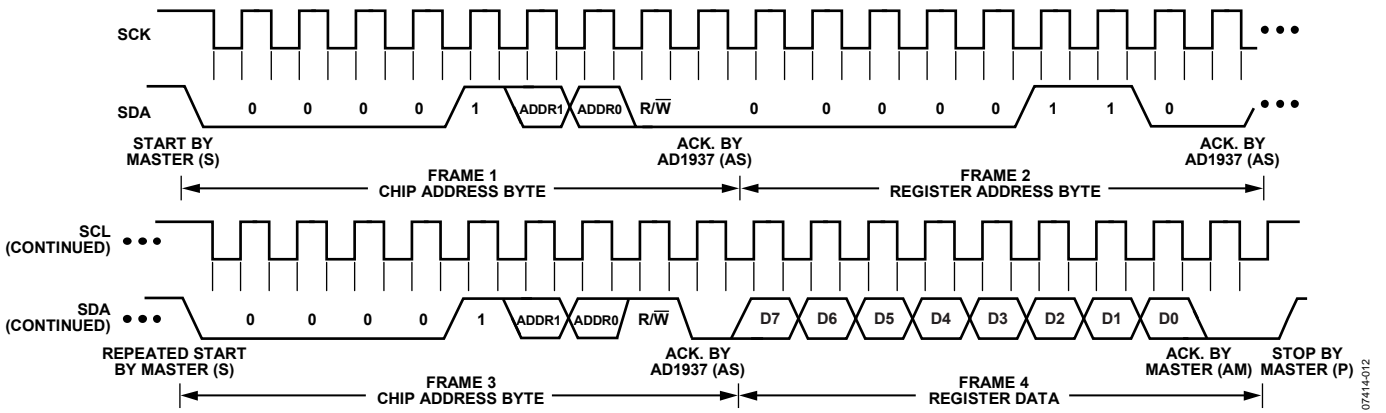 SCK
SDA
0 0 0 0 1 ADDR1 ADDR0 R/W̅ 0 0 0 0 0 1 1 0
START BY
MASTER (S)
ACK. BY
AD1937 (AS)
ACK. BY
AD1937 (AS)
FRAME 1
CHIP ADDRESS BYTE
FRAME 2
REGISTER ADDRESS BYTE
SCL
(CONTINUED)
SDA
(CONTINUED)
0 0 0 0 1 ADDR1 ADDR0 R/W̅ D7 D6 D5 D4 D3 D2 D1 D0
REPEATED START
BY MASTER (S)
ACK. BY
AD1937 (AS)
ACK. BY
MASTER (AM)
STOP BY
MASTER (P)
FRAME 3
CHIP ADDRESS BYTE
FRAME 4
REGISTER DATA
07414-012